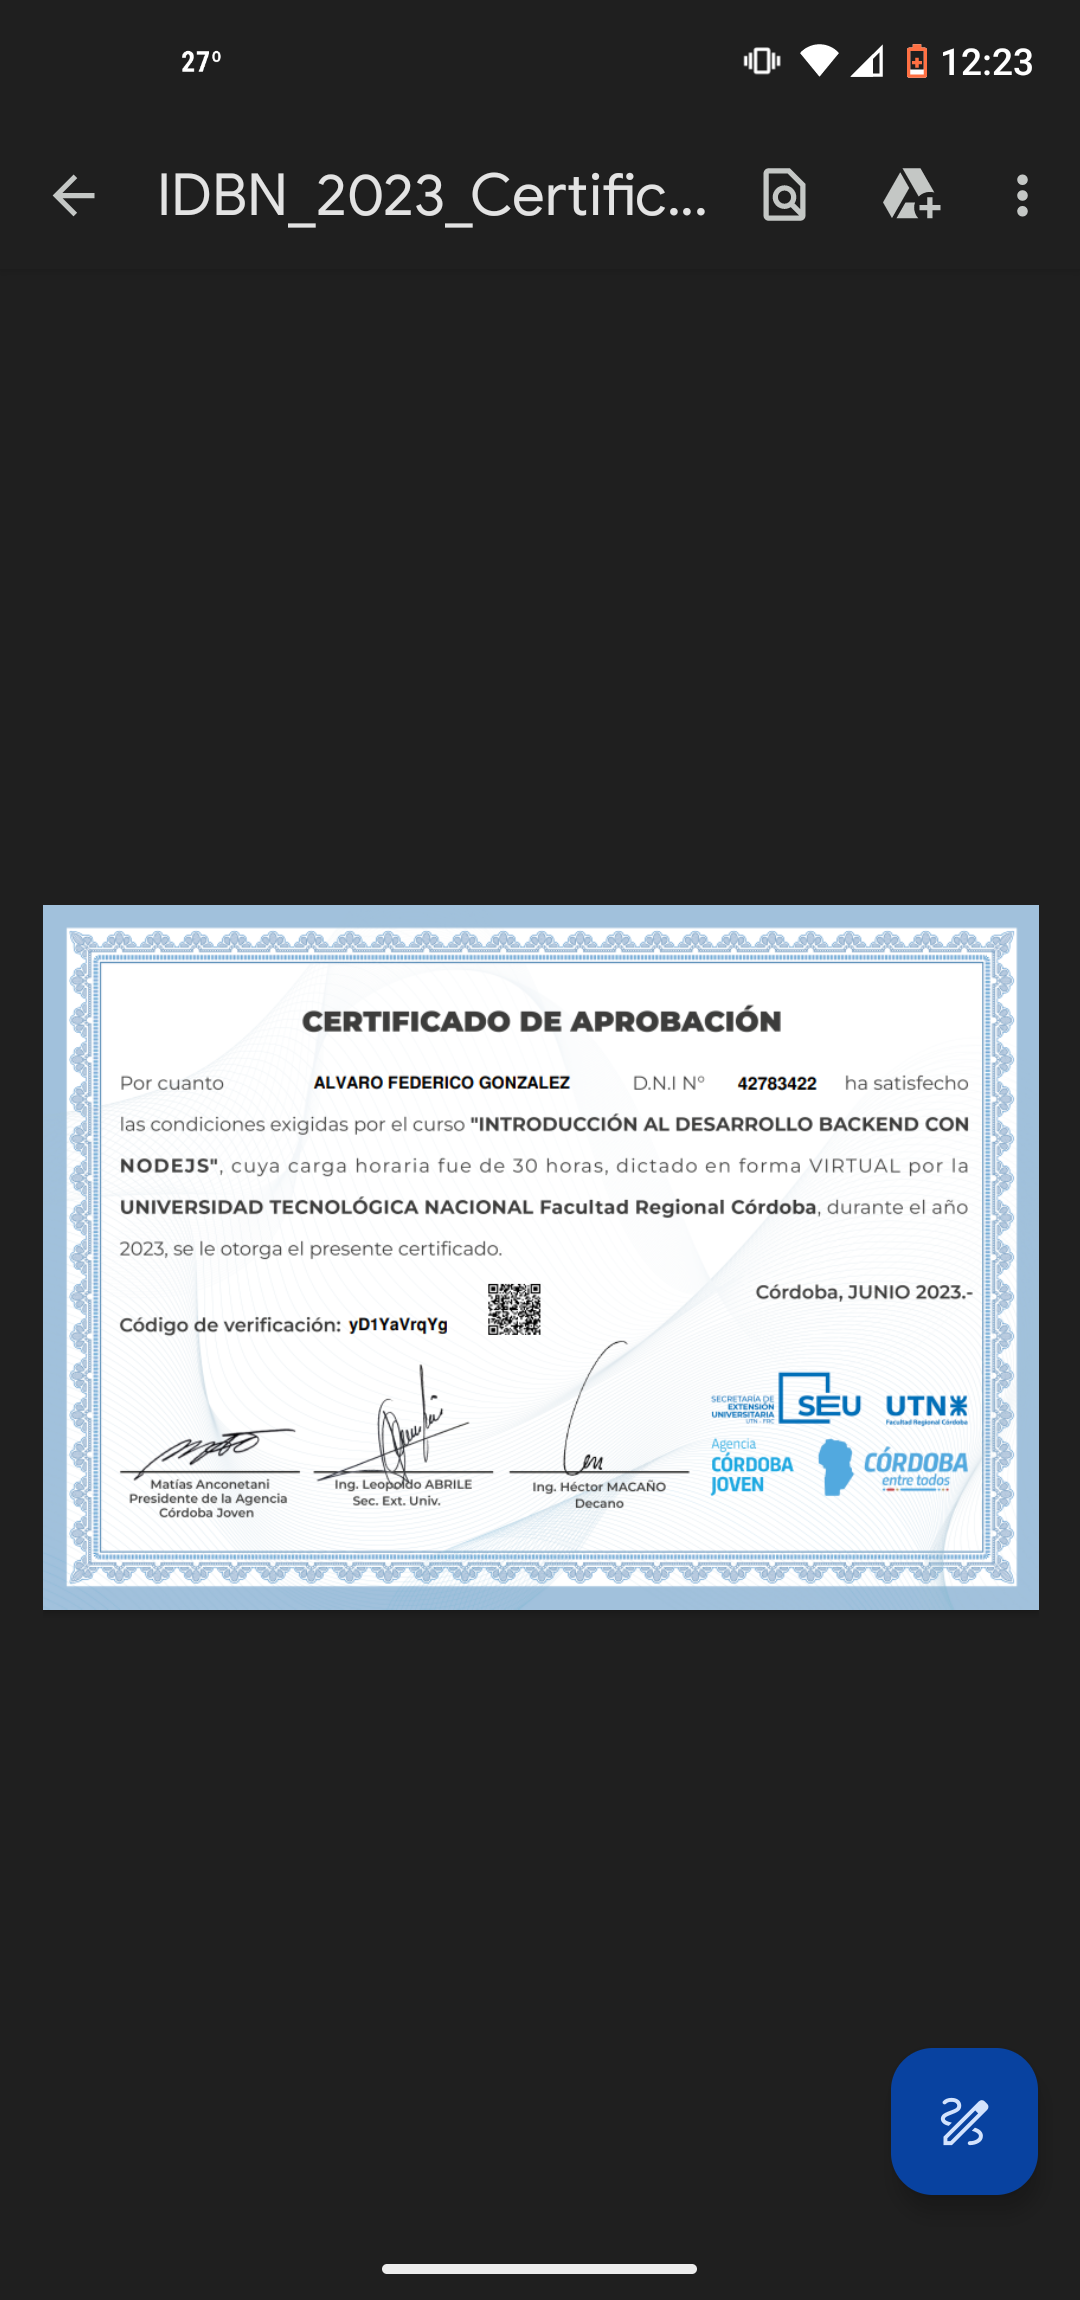 27°
12:23
IDBN_2023_Certific...
CERTIFICADO DE APROBACIÓN
Por cuanto ALVARO FEDERICO GONZALEZ D.N.I N° 42783422 ha satisfecho
las condiciones exigidas por el curso "INTRODUCCIÓN AL DESARROLLO BACKEND CON
NODEJS", cuya carga horaria fue de 30 horas, dictado en forma VIRTUAL por la
UNIVERSIDAD TECNOLÓGICA NACIONAL Facultad Regional Córdoba, durante el año
2023, se le otorga el presente certificado.
Córdoba, JUNIO 2023.-
Código de verificación: yD1YaVrqYg
Matías Anconetani
Presidente de la Agencia
Córdoba Joven
Ing. Leopoldo ABRILE
Sec. Ext. Univ.
Ing. Héctor MACAÑO
Decano
SECRETARÍA DE
EXTENSIÓN
UNIVERSITARIA
UTN - FRC
SEU
UTN
Facultad Regional Córdoba
Agencia
CÓRDOBA
JOVEN
CÓRDOBA
entre todos